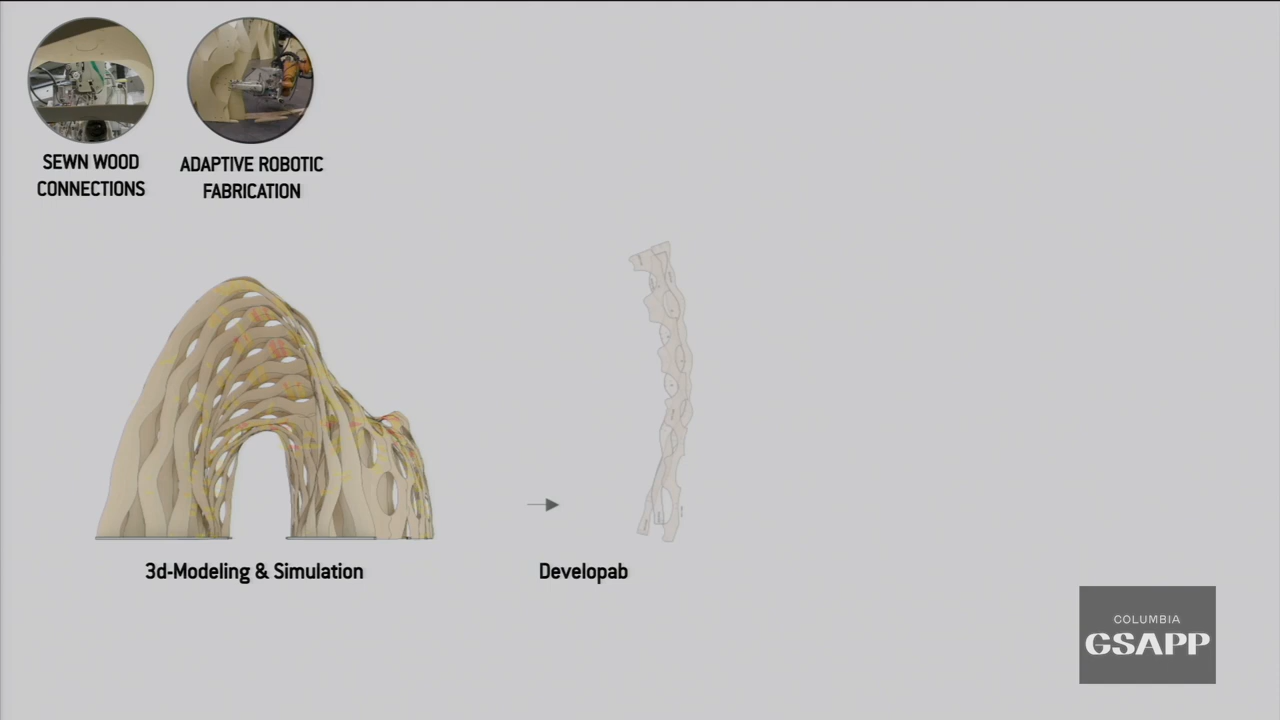 SEWN WOOD
CONNECTIONS
ADAPTIVE ROBOTIC
FABRICATION
3d-Modeling & Simulation
Developab
COLUMBIA
GSAPP